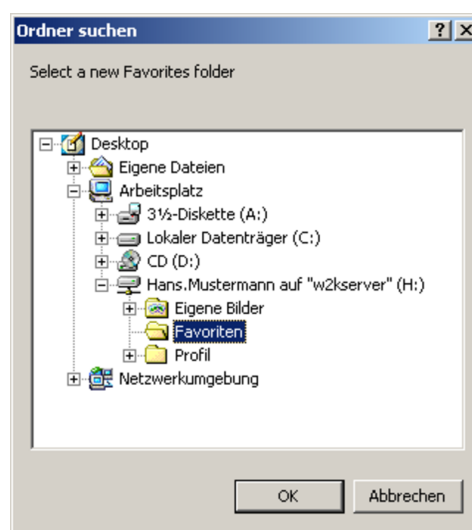 Ordner suchen
Select a new Favorites folder
Desktop
Eigene Dateien
Arbeitsplatz
3½-Diskette (A:)
Lokaler Datenträger (C:)
CD (D:)
Hans.Mustermann auf "w2kserver" (H:)
Eigene Bilder
Favoriten
Profil
Netzwerkumgebung
OK Abbrechen